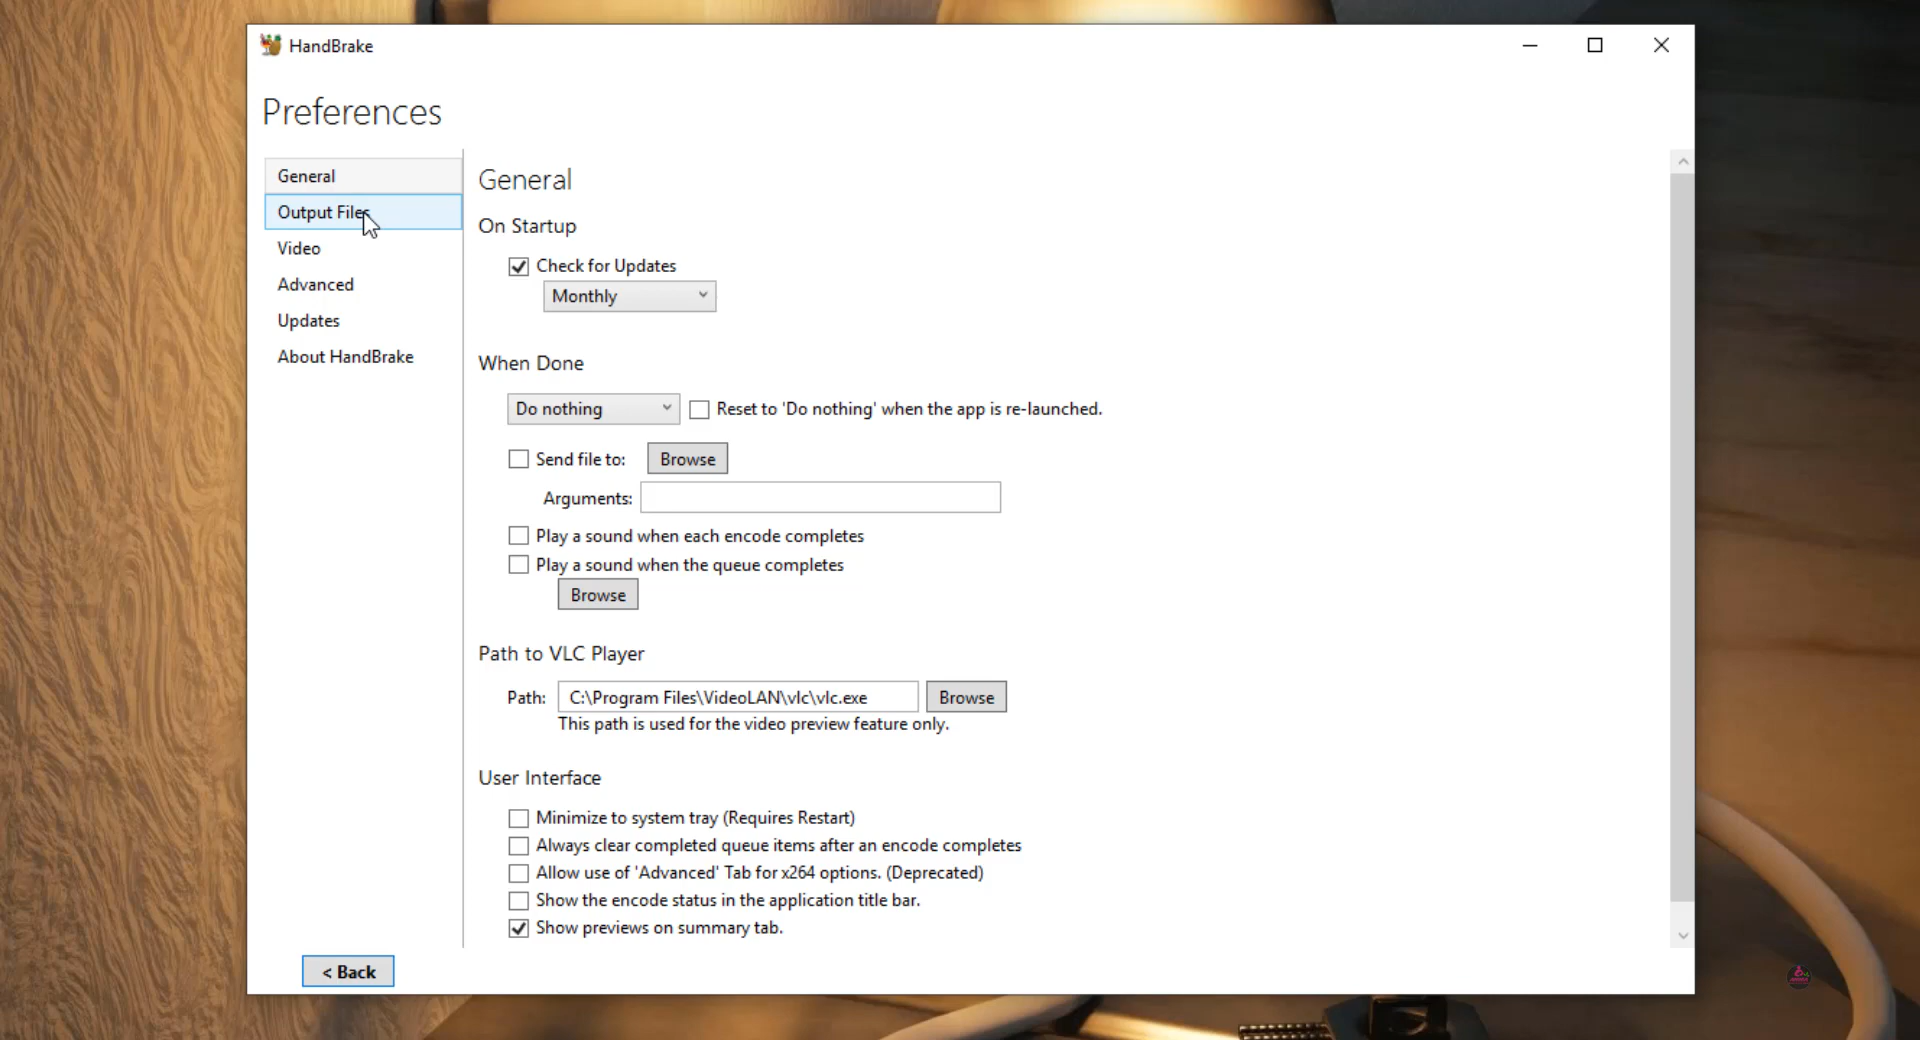 HandBrake
Preferences
General
Output Files
Video
Advanced
Updates
About HandBrake
General
On Startup
Check for Updates
Monthly
When Done
Do nothing
Reset to 'Do nothing' when the app is re-launched.
Send file to:
Browse
Arguments:
Play a sound when each encode completes
Play a sound when the queue completes
Browse
Path to VLC Player
Path: C:\Program Files\VideoLAN\vlc\vlc.exe
Browse
This path is used for the video preview feature only.
User Interface
Minimize to system tray (Requires Restart)
Always clear completed queue items after an encode completes
Allow use of 'Advanced' Tab for x264 options. (Deprecated)
Show the encode status in the application title bar.
Show previews on summary tab.
< Back